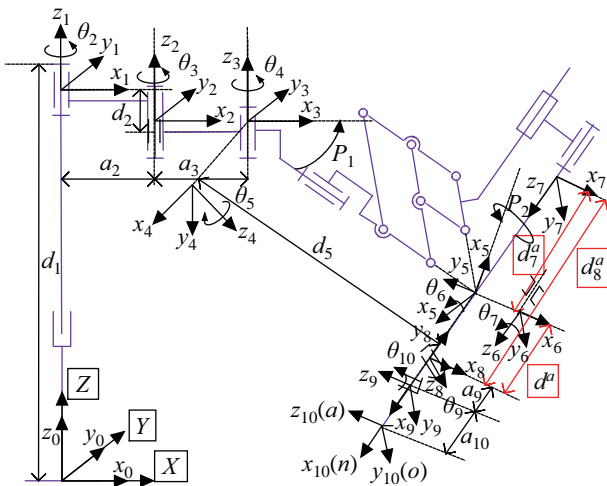 z₁ θ₂ y₁ z₂ z₃
θ₃ θ₄
x₁ y₂ y₃
d₂ x₂ x₃
P₁
a₂ a₃
θ₅
x₄ y₄ z₄
P₂ z₇ x₇
y₇
d₁ d₅ x₅ y₅ d₇ᵃ d₈ᵃ
θ₆ x₅ θ₇
z₆ y₆ x₆
y₈ x₈
θ₁₀ dᵃ
z₉ z₈ a₉
θ₉
Z
z₀ y₀ Y z₁₀(a) x₉ y₉ a₁₀
x₀ X x₁₀(n) y₁₀(o)